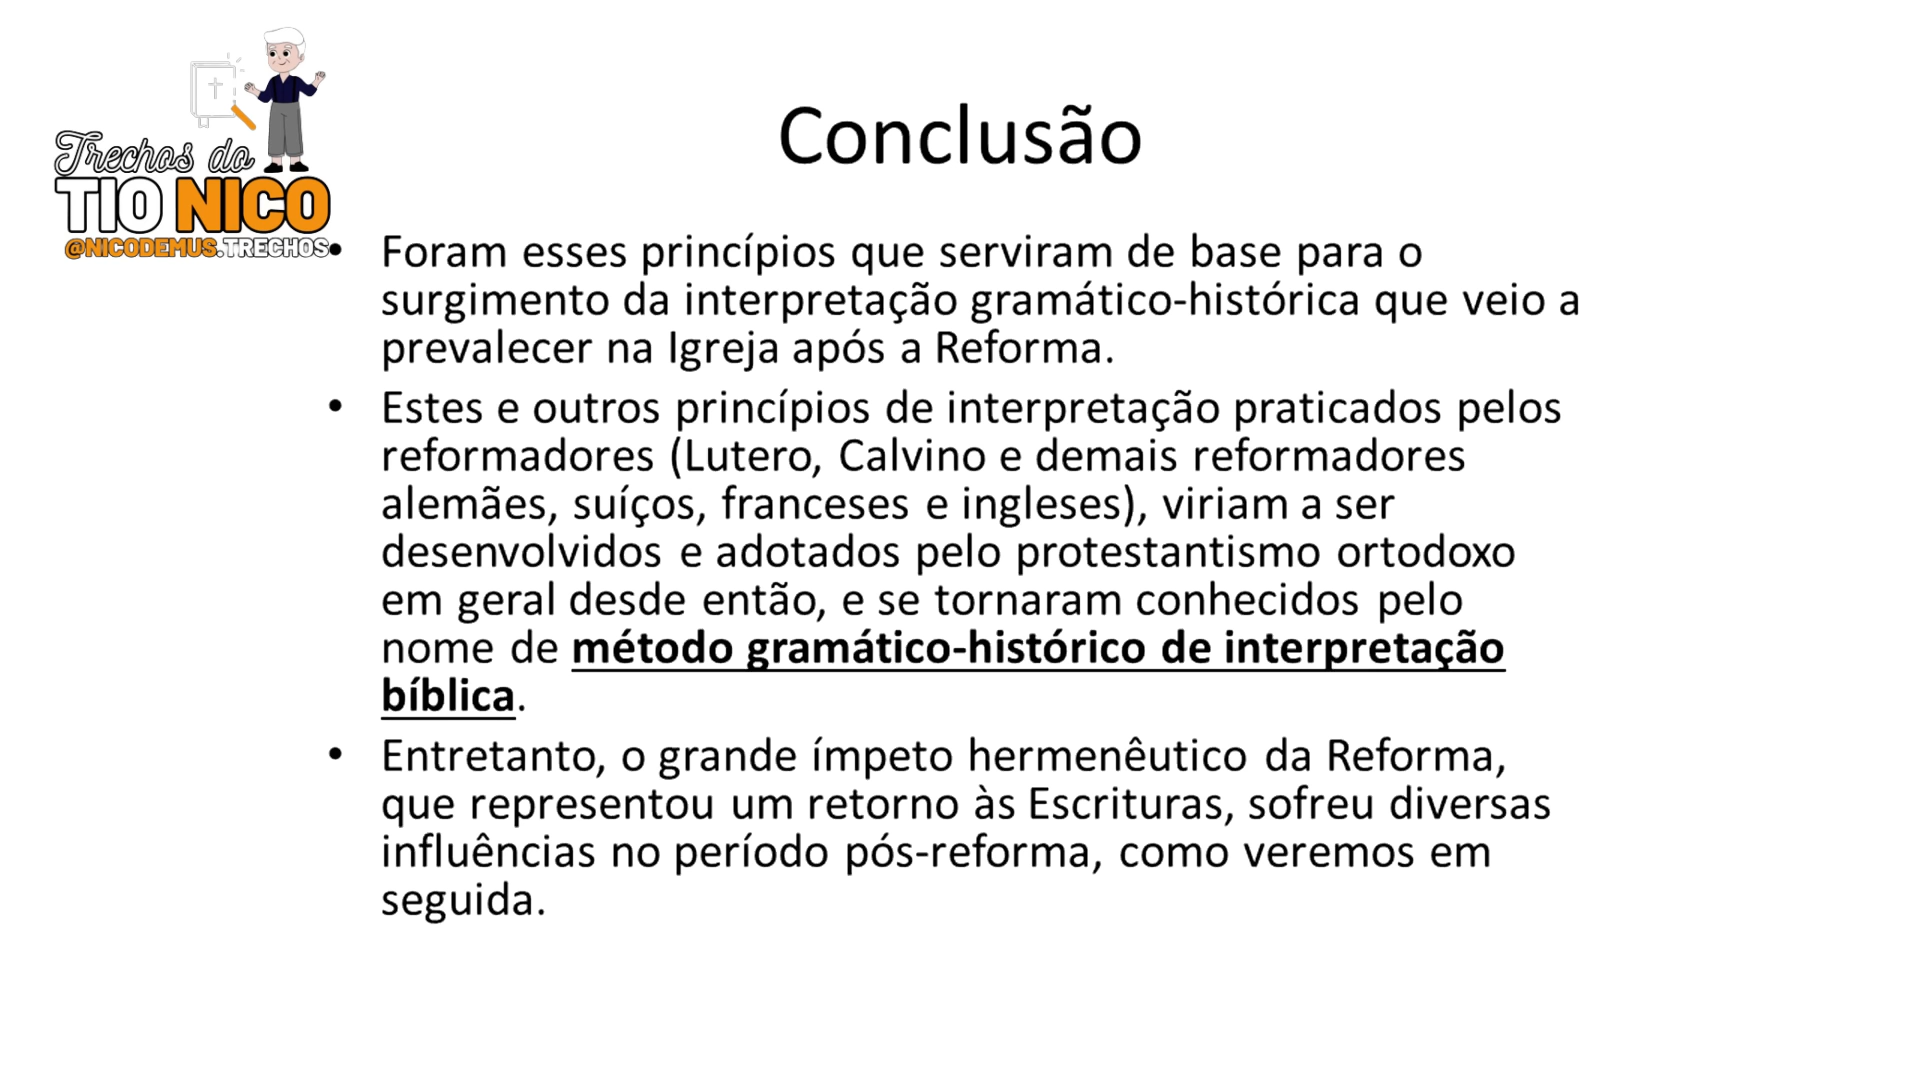 Trechos do
TIO NICO
@NICODEMUS.TRECHOS
Conclusão
• Foram esses princípios que serviram de base para o
surgimento da interpretação gramático-histórica que veio a
prevalecer na Igreja após a Reforma.
• Estes e outros princípios de interpretação praticados pelos
reformadores (Lutero, Calvino e demais reformadores
alemães, suíços, franceses e ingleses), viriam a ser
desenvolvidos e adotados pelo protestantismo ortodoxo
em geral desde então, e se tornaram conhecidos pelo
nome de método gramático-histórico de interpretação
bíblica.
• Entretanto, o grande ímpeto hermenêutico da Reforma,
que representou um retorno às Escrituras, sofreu diversas
influências no período pós-reforma, como veremos em
seguida.